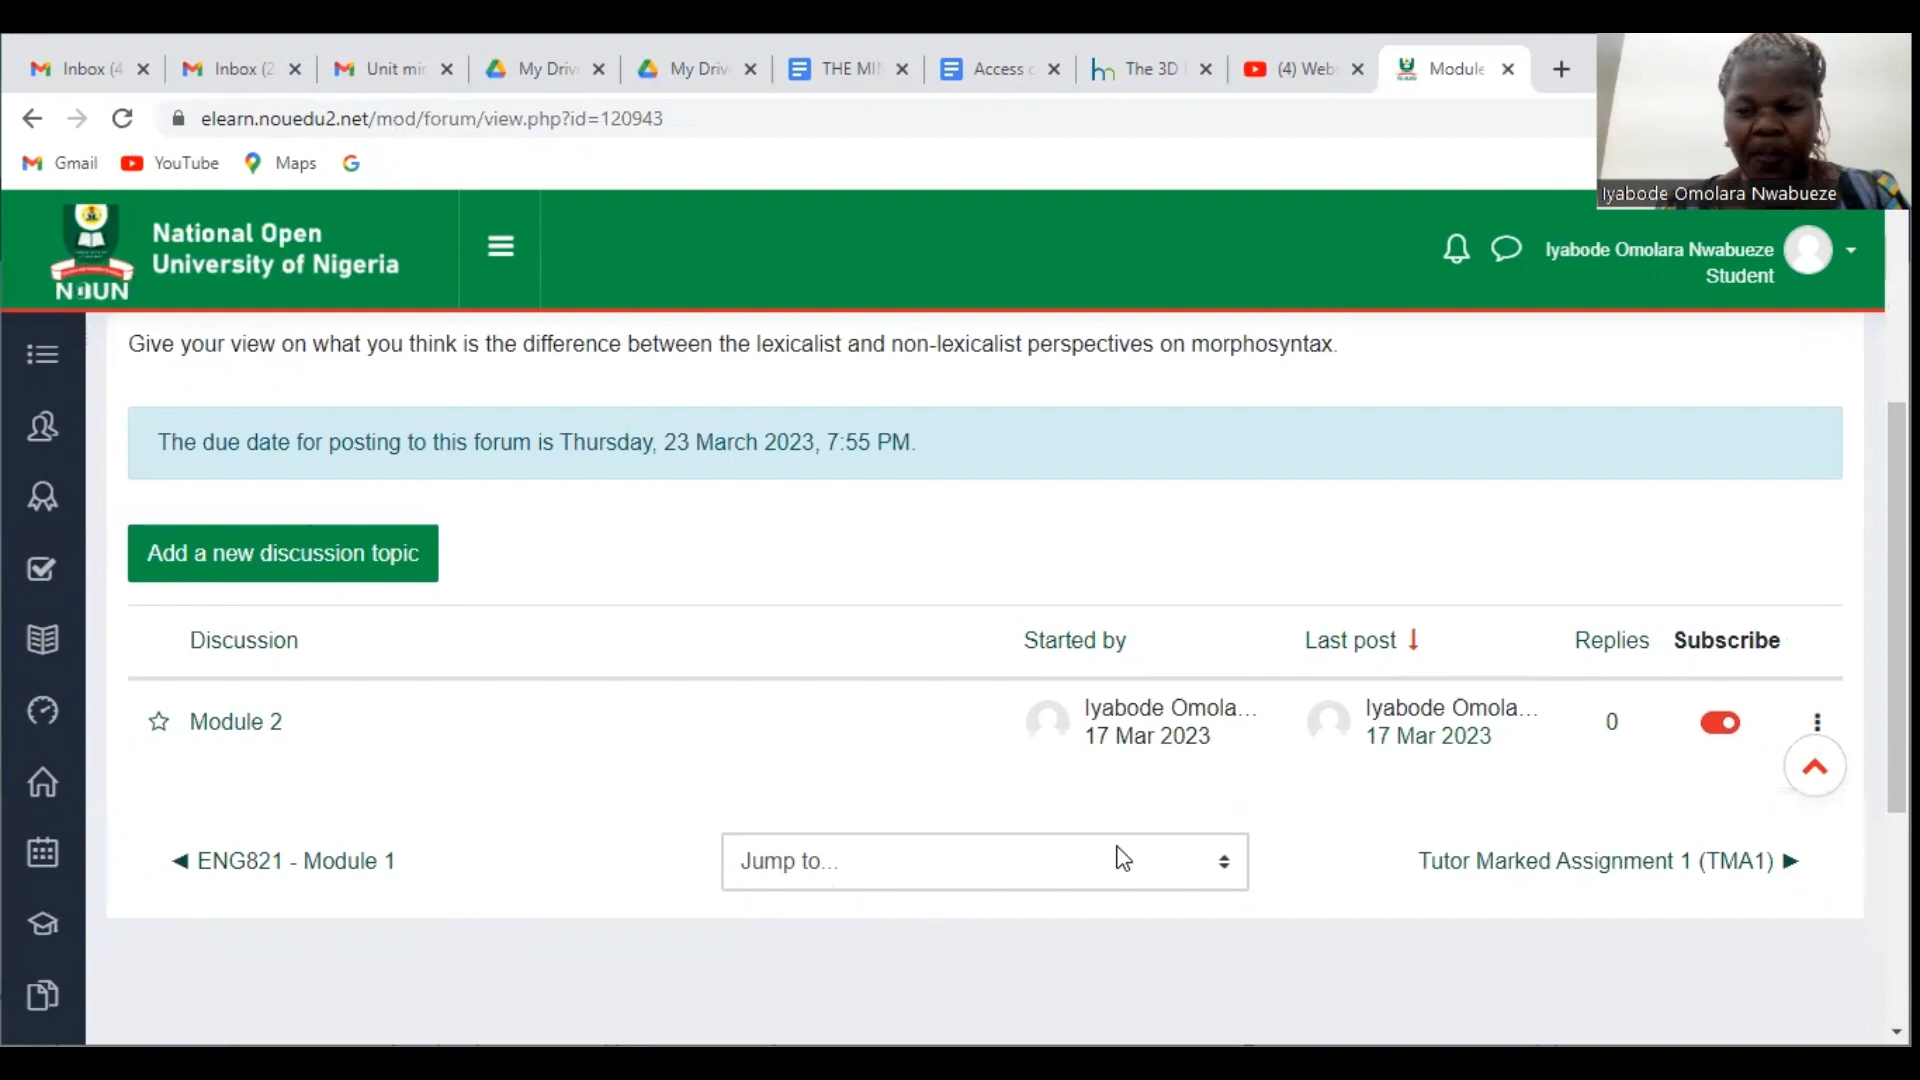 Inbox (4
Inbox (2
Unit mir
My Driv
My Driv
THE MI
Access
The 3D
(4) Web
Module
elearn.nouedu2.net/mod/forum/view.php?id=120943
Gmail
YouTube
Maps
Iyabode Omolara Nwabueze
National Open
University of Nigeria
NOUN
Iyabode Omolara Nwabueze
Student
Give your view on what you think is the difference between the lexicalist and non-lexicalist perspectives on morphosyntax.
The due date for posting to this forum is Thursday, 23 March 2023, 7:55 PM.
Add a new discussion topic
Discussion Started by Last post Replies Subscribe
Module 2 Iyabode Omola... Iyabode Omola... 0
17 Mar 2023 17 Mar 2023
◀ ENG821 - Module 1 Jump to... Tutor Marked Assignment 1 (TMA1) ▶